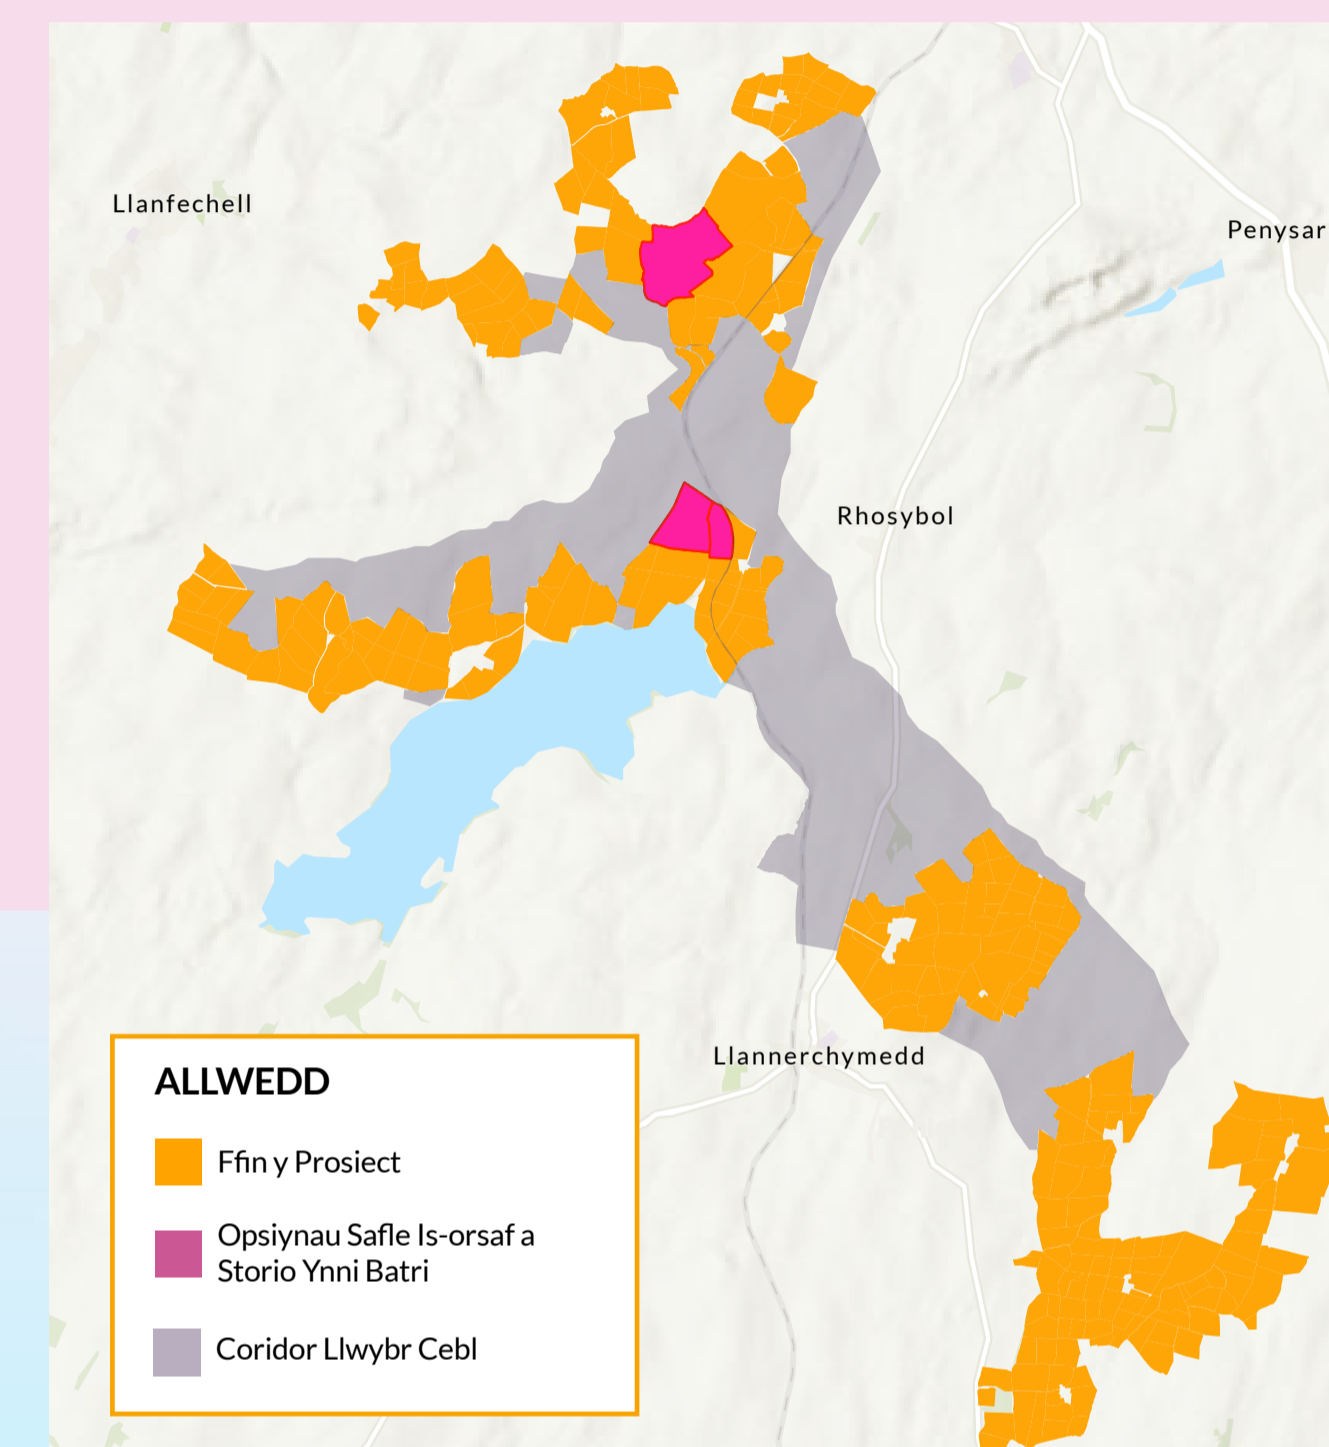 Llanfechell
Penysar
Rhosybol
Llannerchymedd
ALLWEDD
Ffin y Prosiect
Opsiynau Safle Is-orsaf a
Storio Ynni Batri
Coridor Llwybr Cebl